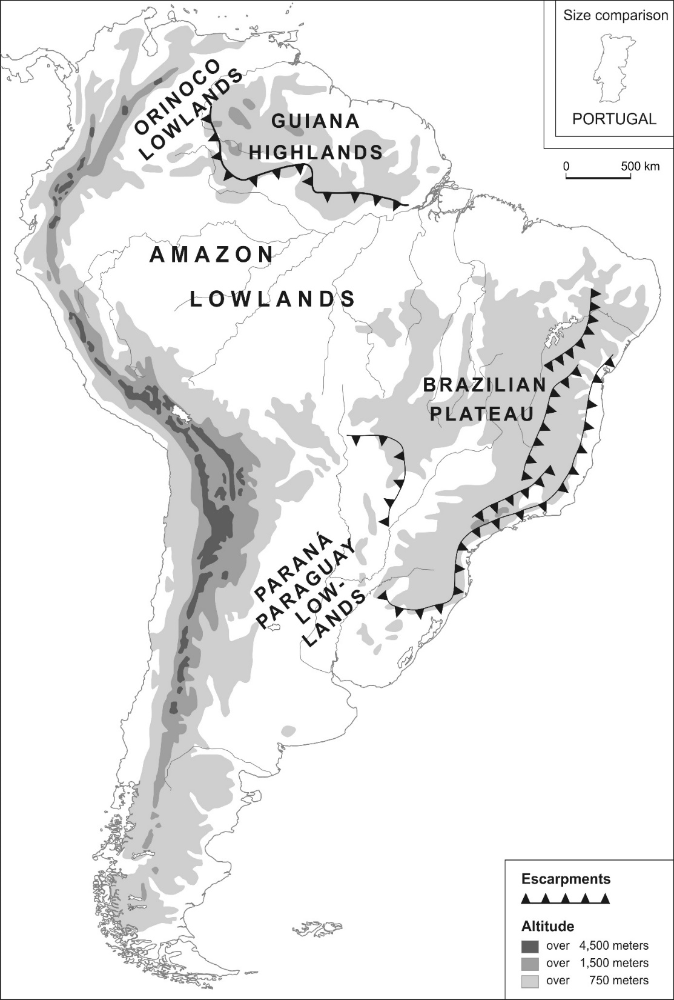 Size comparison
PORTUGAL
0 500 km
ORINOCO
LOWLANDS
GUIANA
HIGHLANDS
AMAZON
LOWLANDS
BRAZILIAN
PLATEAU
PARANÁ
PARAGUAY
LOW-
LANDS
Escarpments
Altitude
over 4,500 meters
over 1,500 meters
over 750 meters